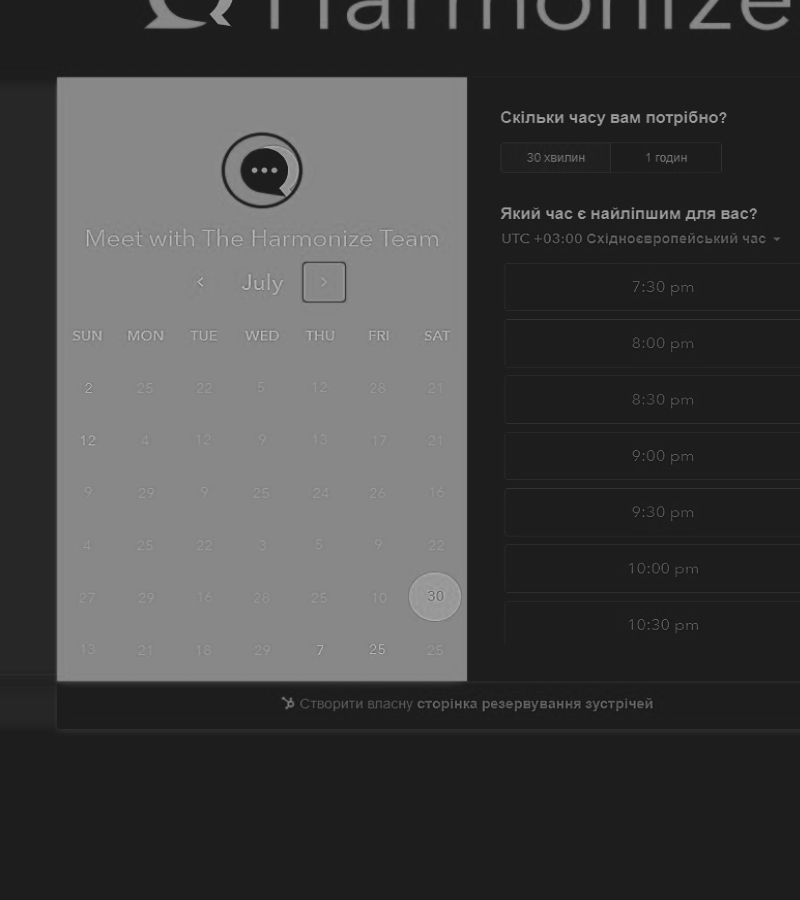 Harmonize
Meet with The Harmonize Team
July
SUN MON TUE WED THU FRI SAT
2 25 22 5 12 28 21
12 4 12 9 13 17 21
9 29 9 25 24 26 16
4 25 22 3 5 9 22
27 29 16 28 25 10 30
13 21 18 29 7 25 25
Скільки часу вам потрібно?
30 хвилин 1 годин
Який час є найліпшим для вас?
UTC +03:00 Східноєвропейський час
7:30 pm
8:00 pm
8:30 pm
9:00 pm
9:30 pm
10:00 pm
10:30 pm
Створити власну сторінка резервування зустрічей